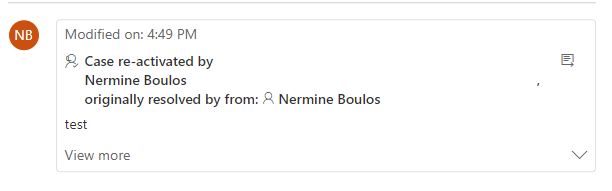 NB
Modified on: 4:49 PM
Case re-activated by
Nermine Boulos
,
originally resolved by from: Nermine Boulos
test
View more